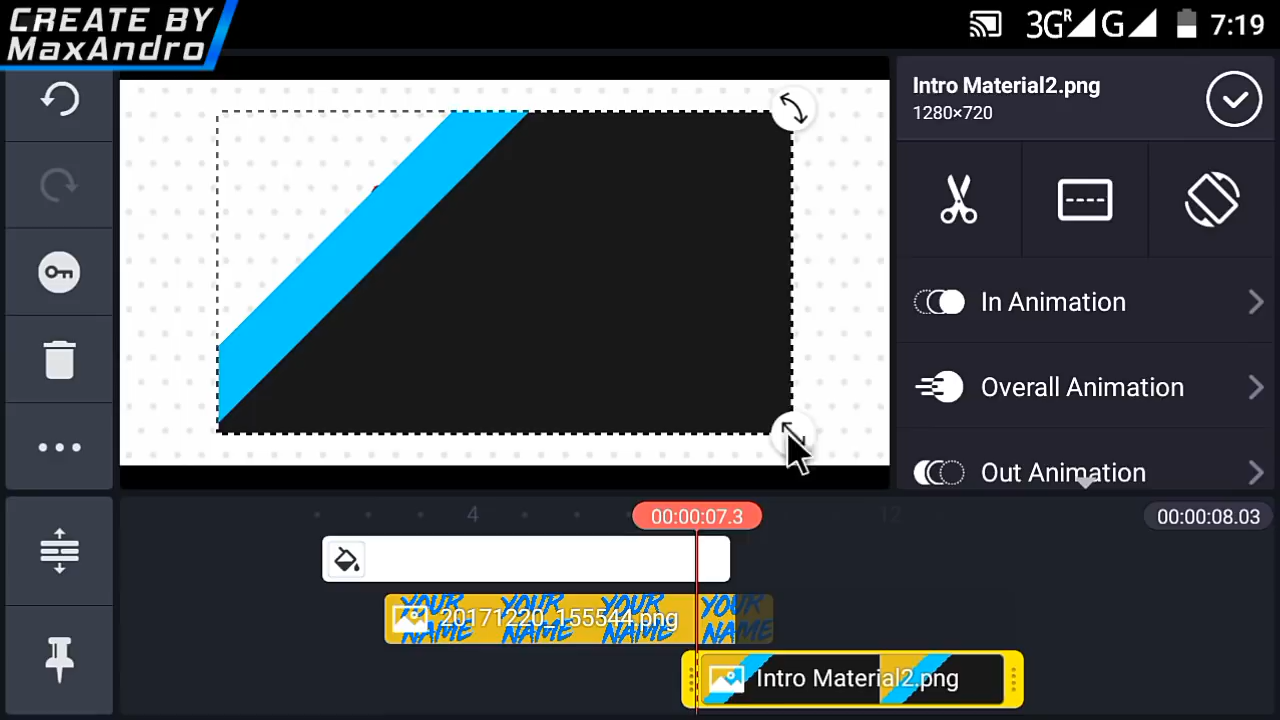 CREATE BY
MaxAndro
3G R G 7:19
Intro Material2.png
1280×720
In Animation
Overall Animation
Out Animation
4 00:00:07.3 12 00:00:08.03
YOUR NAME YOUR NAME YOUR NAME YOUR NAME
20171220_155544.png
Intro Material2.png